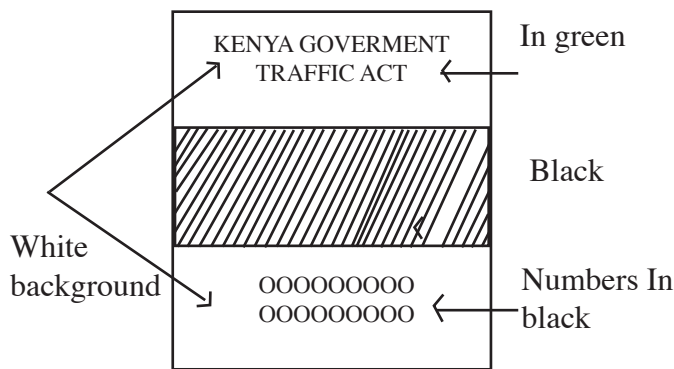 KENYA GOVERMENT
TRAFFIC ACT
In green
Black
White
background
OOOOOOOOO
OOOOOOOOO
Numbers In
black